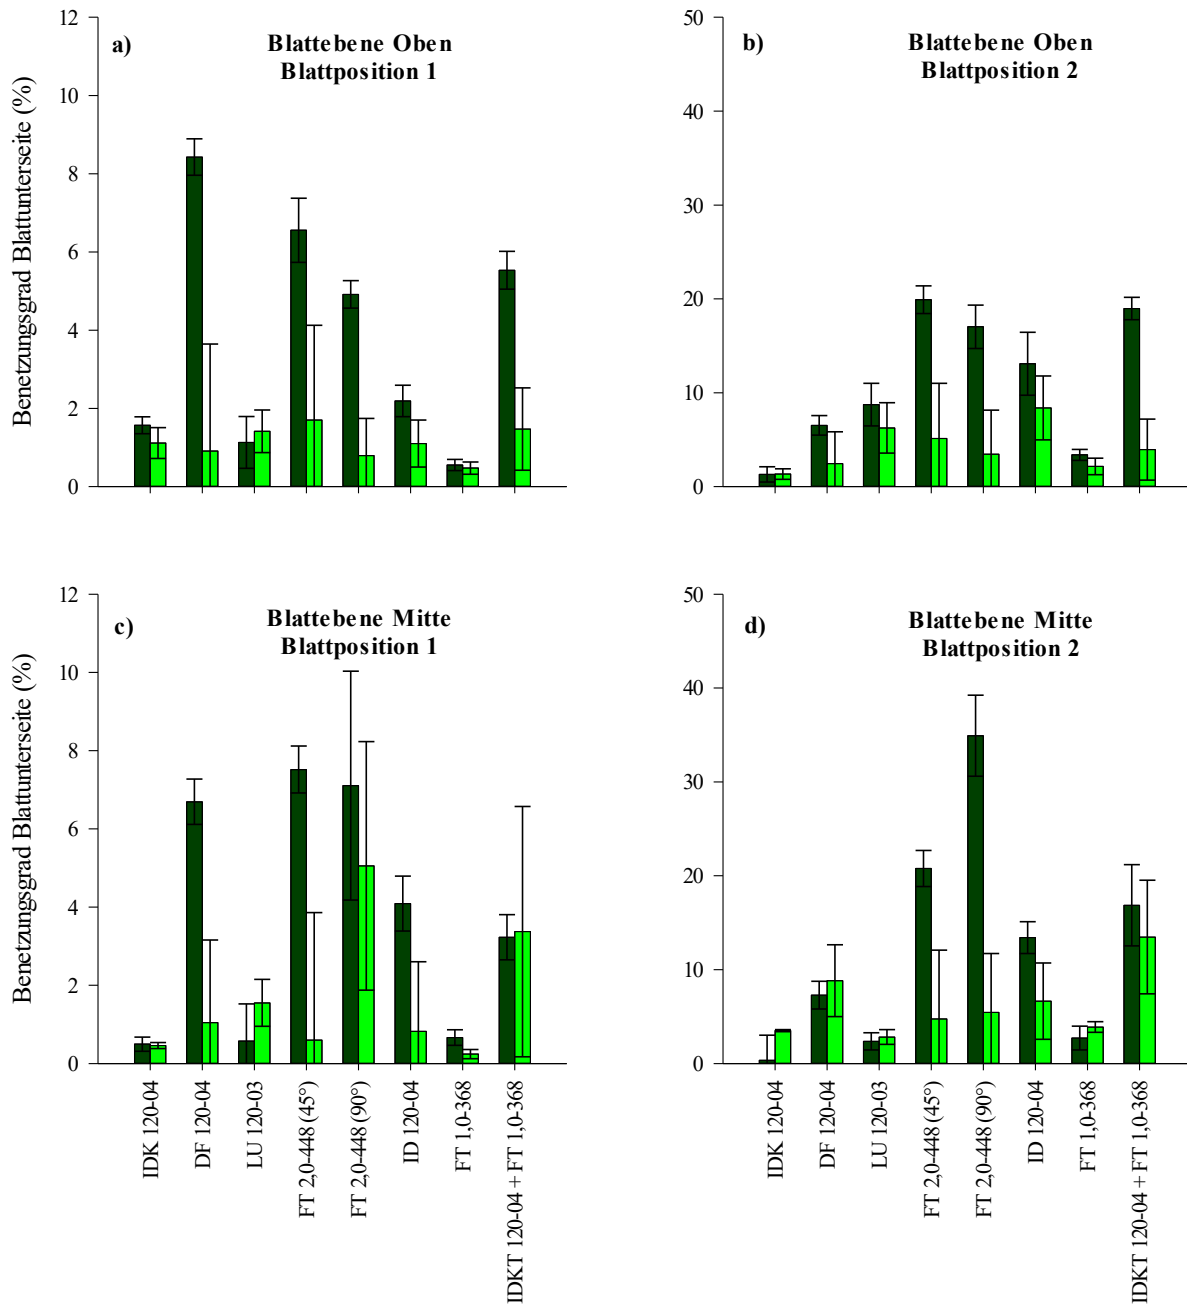 a)
Blattebene Oben
Blattposition 1
Benetzungsgrad Blattunterseite (%)
12
10
8
6
4
2
0
b)
Blattebene Oben
Blattposition 2
50
40
30
20
10
0
c)
Blattebene Mitte
Blattposition 1
Benetzungsgrad Blattunterseite (%)
12
10
8
6
4
2
0
IDK 120-04
DF 120-04
LU 120-03
FT 2,0-448 (45°)
FT 2,0-448 (90°)
ID 120-04
FT 1,0-368
IDKT 120-04 + FT 1,0-368
d)
Blattebene Mitte
Blattposition 2
50
40
30
20
10
0
IDK 120-04
DF 120-04
LU 120-03
FT 2,0-448 (45°)
FT 2,0-448 (90°)
ID 120-04
FT 1,0-368
IDKT 120-04 + FT 1,0-368